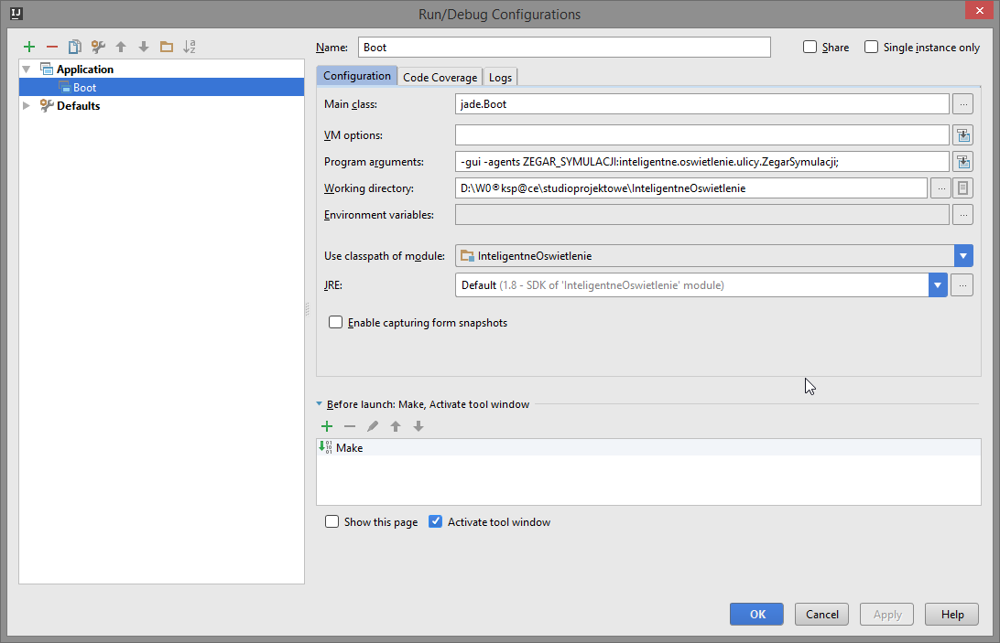 IJ
Run/Debug Configurations
Name: Boot
Share
Single instance only
Application
Boot
Defaults
Configuration
Code Coverage
Logs
Main class: jade.Boot
VM options:
Program arguments: -gui -agents ZEGAR_SYMULACJI:inteligentne.oswietlenie.ulicy.ZegarSymulacji;
Working directory: D:\W0®ksp@ce\studioprojektowe\InteligentneOswietlenie
Environment variables:
Use classpath of module: InteligentneOswietlenie
JRE: Default (1.8 - SDK of 'InteligentneOswietlenie' module)
Enable capturing form snapshots
Before launch: Make, Activate tool window
Make
Show this page
Activate tool window
OK
Cancel
Apply
Help